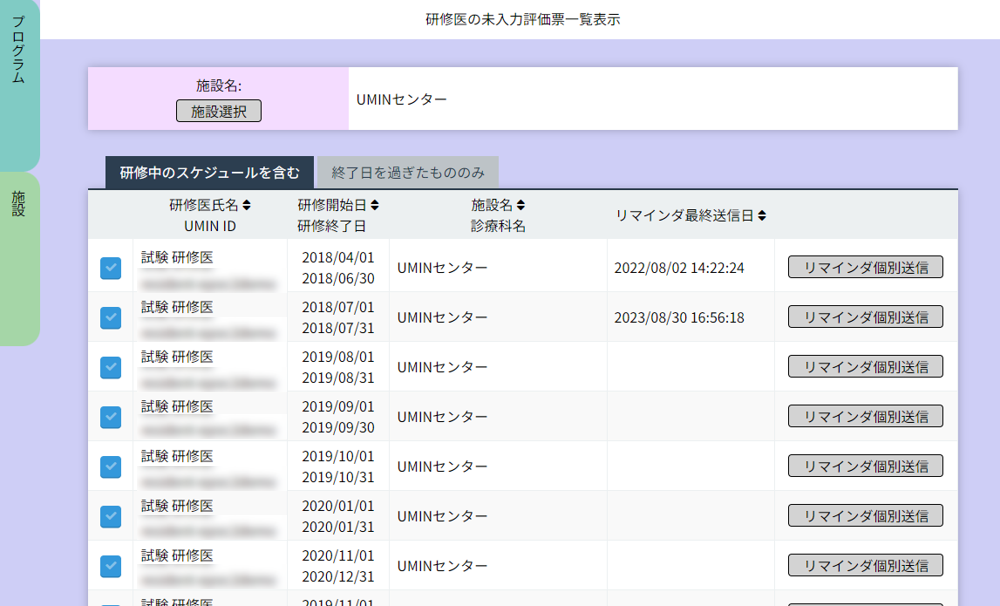 研修医の未入力評価票一覧表示
プログラム
施設
施設名:
施設選択
UMINセンター
研修中のスケジュールを含む
終了日を過ぎたもののみ
研修医氏名
UMIN ID
研修開始日
研修終了日
施設名
診療科名
リマインダ最終送信日
試験 研修医
2018/04/01
2018/06/30
UMINセンター
2022/08/02 14:22:24
リマインダ個別送信
試験 研修医
2018/07/01
2018/07/31
UMINセンター
2023/08/30 16:56:18
リマインダ個別送信
試験 研修医
2019/08/01
2019/08/31
UMINセンター
リマインダ個別送信
試験 研修医
2019/09/01
2019/09/30
UMINセンター
リマインダ個別送信
試験 研修医
2019/10/01
2019/10/31
UMINセンター
リマインダ個別送信
試験 研修医
2020/01/01
2020/01/31
UMINセンター
リマインダ個別送信
試験 研修医
2020/11/01
2020/12/31
UMINセンター
リマインダ個別送信
試験 研修医
2019/11/01